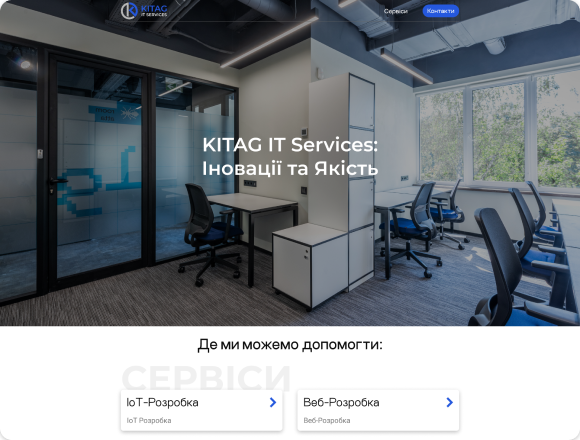 KITAG
IT SERVICES
Сервіси
Контакти
KITAG IT Services:
Іновації та Якість
Де ми можемо допомогти:
СЕРВІСИ
IoT-Розробка
IoT Розробка
Веб-Розробка
Веб-Розробка